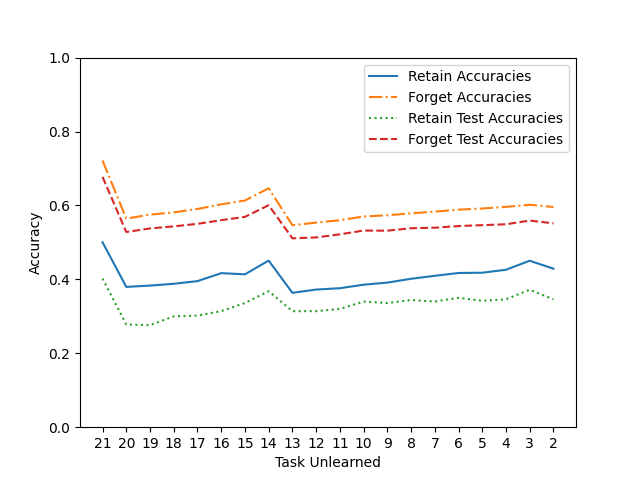 1.0
0.8
0.6
0.4
0.2
0.0
Accuracy
Retain Accuracies
Forget Accuracies
Retain Test Accuracies
Forget Test Accuracies
21 20 19 18 17 16 15 14 13 12 11 10 9 8 7 6 5 4 3 2
Task Unlearned